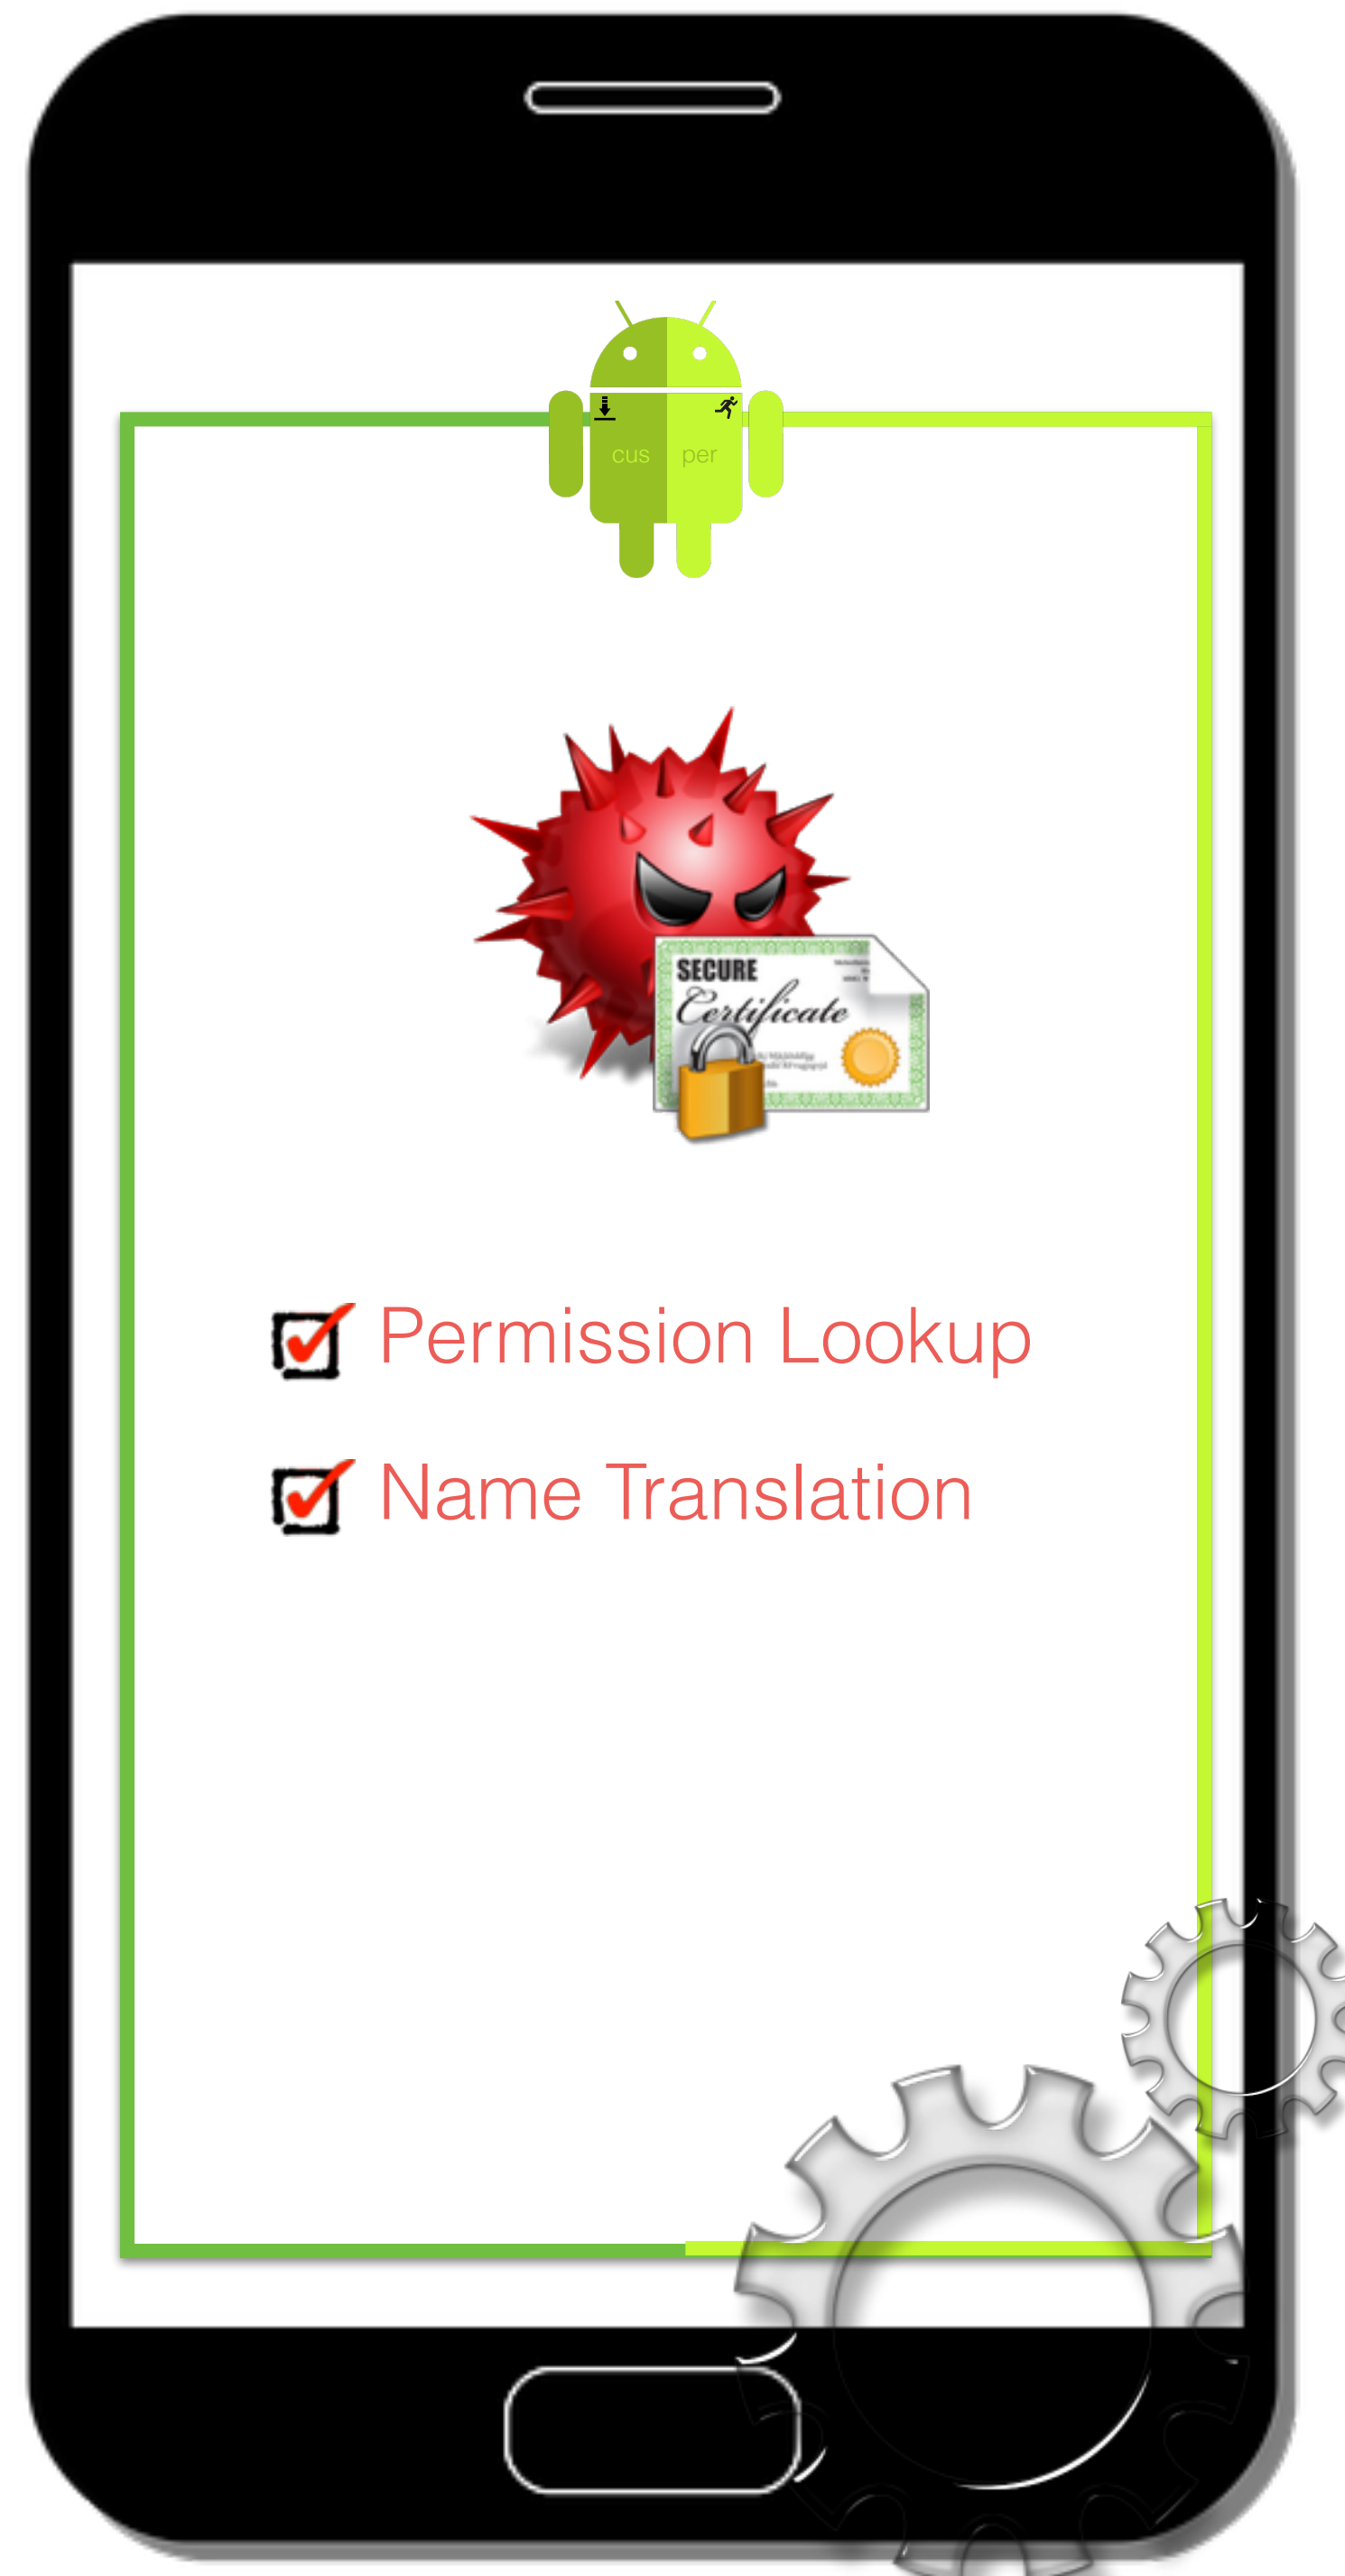 cus per
SECURE
Certificate
Permission Lookup
Name Translation